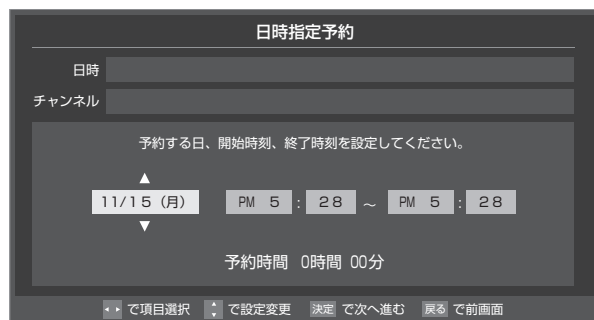 日時指定予約
日時
チャンネル
予約する日、開始時刻、終了時刻を設定してください。
11/15（月） PM 5 : 28 ～ PM 5 : 28
予約時間 0時間 00分
で項目選択 で設定変更 決定 で次へ進む 戻る で前画面